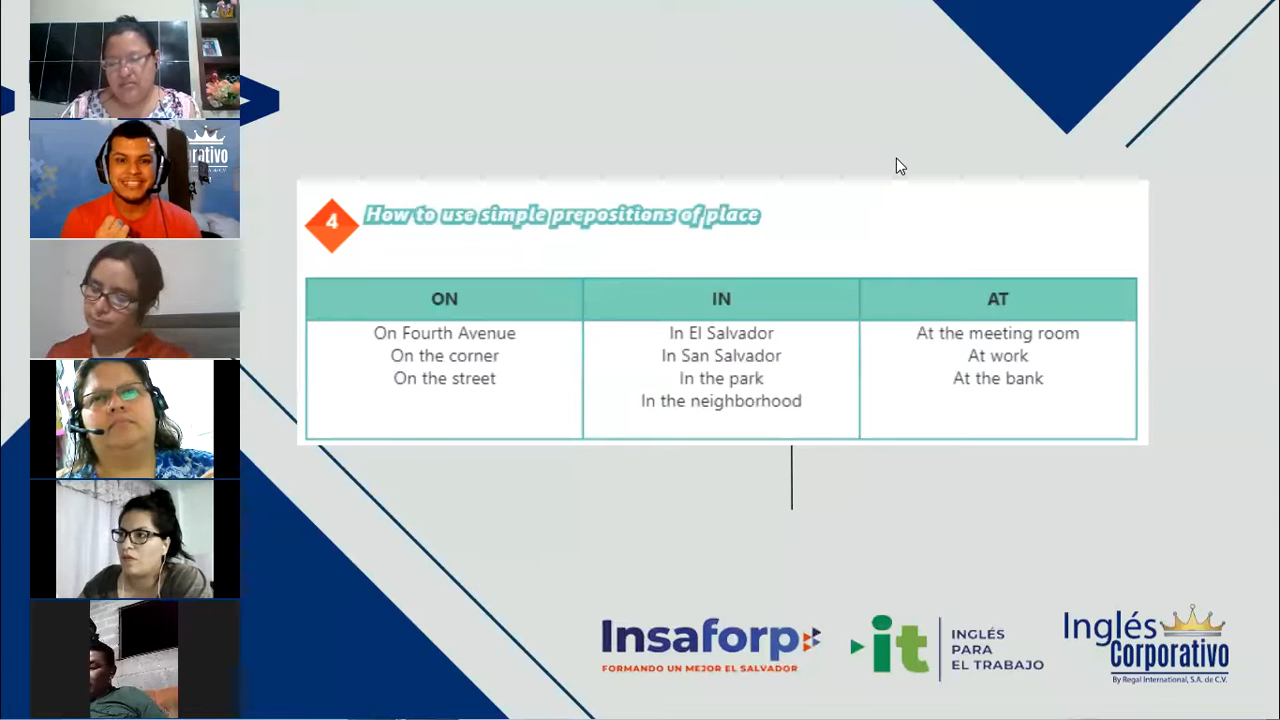 rativo
de C.V.
4
How to use simple prepositions of place
ON
IN
AT
On Fourth Avenue
On the corner
On the street
In El Salvador
In San Salvador
In the park
In the neighborhood
At the meeting room
At work
At the bank
Insaforp
FORMANDO UN MEJOR EL SALVADOR
it
INGLÉS
PARA
EL TRABAJO
Inglés
Corporativo
By Regal International, S.A. de C.V.